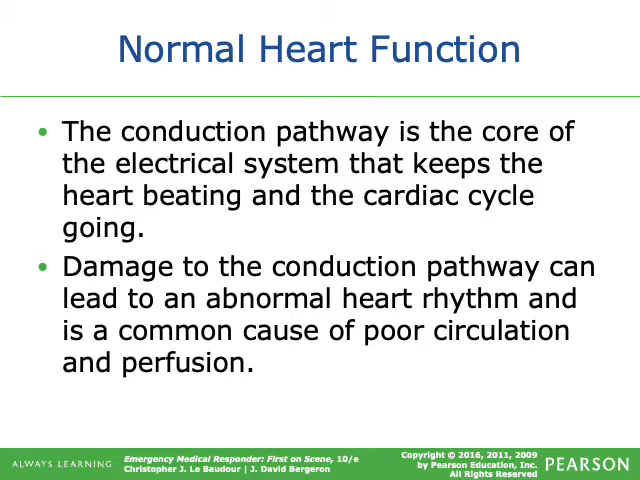 Normal Heart Function
• The conduction pathway is the core of
the electrical system that keeps the
heart beating and the cardiac cycle
going.
• Damage to the conduction pathway can
lead to an abnormal heart rhythm and
is a common cause of poor circulation
and perfusion.
ALWAYS LEARNING
Emergency Medical Responder: First on Scene, 10/e
Christopher J. Le Baudour | J. David Bergeron
Copyright © 2016, 2011, 2009
by Pearson Education, Inc.
All Rights Reserved
PEARSON